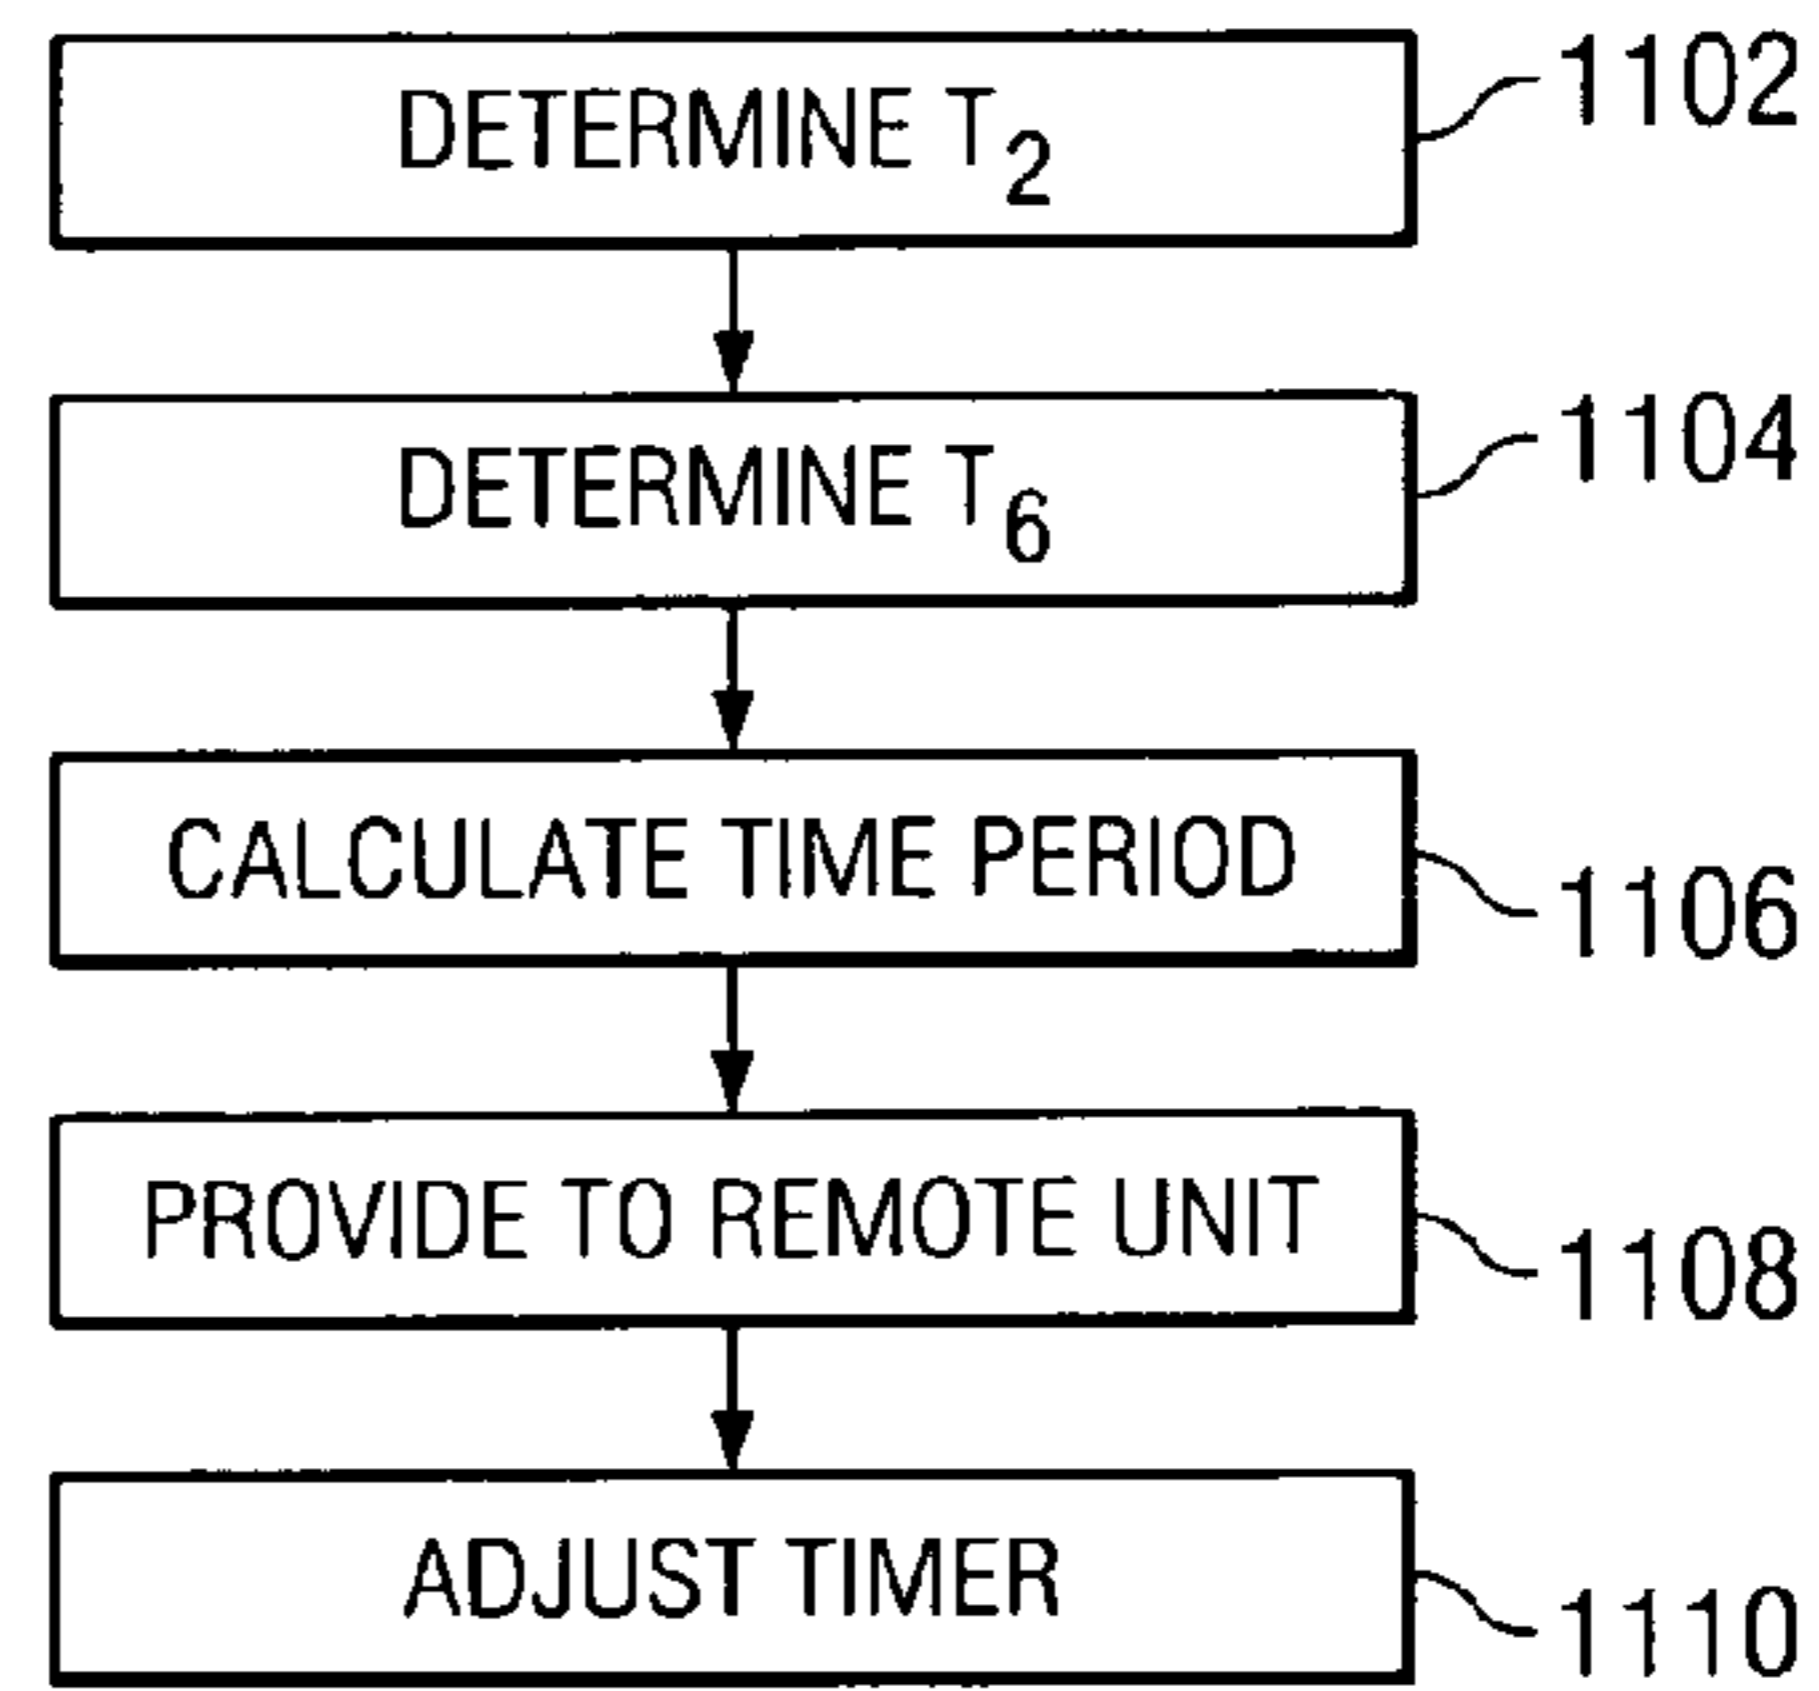 DETERMINE T2 1102
DETERMINE T6 1104
CALCULATE TIME PERIOD 1106
PROVIDE TO REMOTE UNIT 1108
ADJUST TIMER 1110